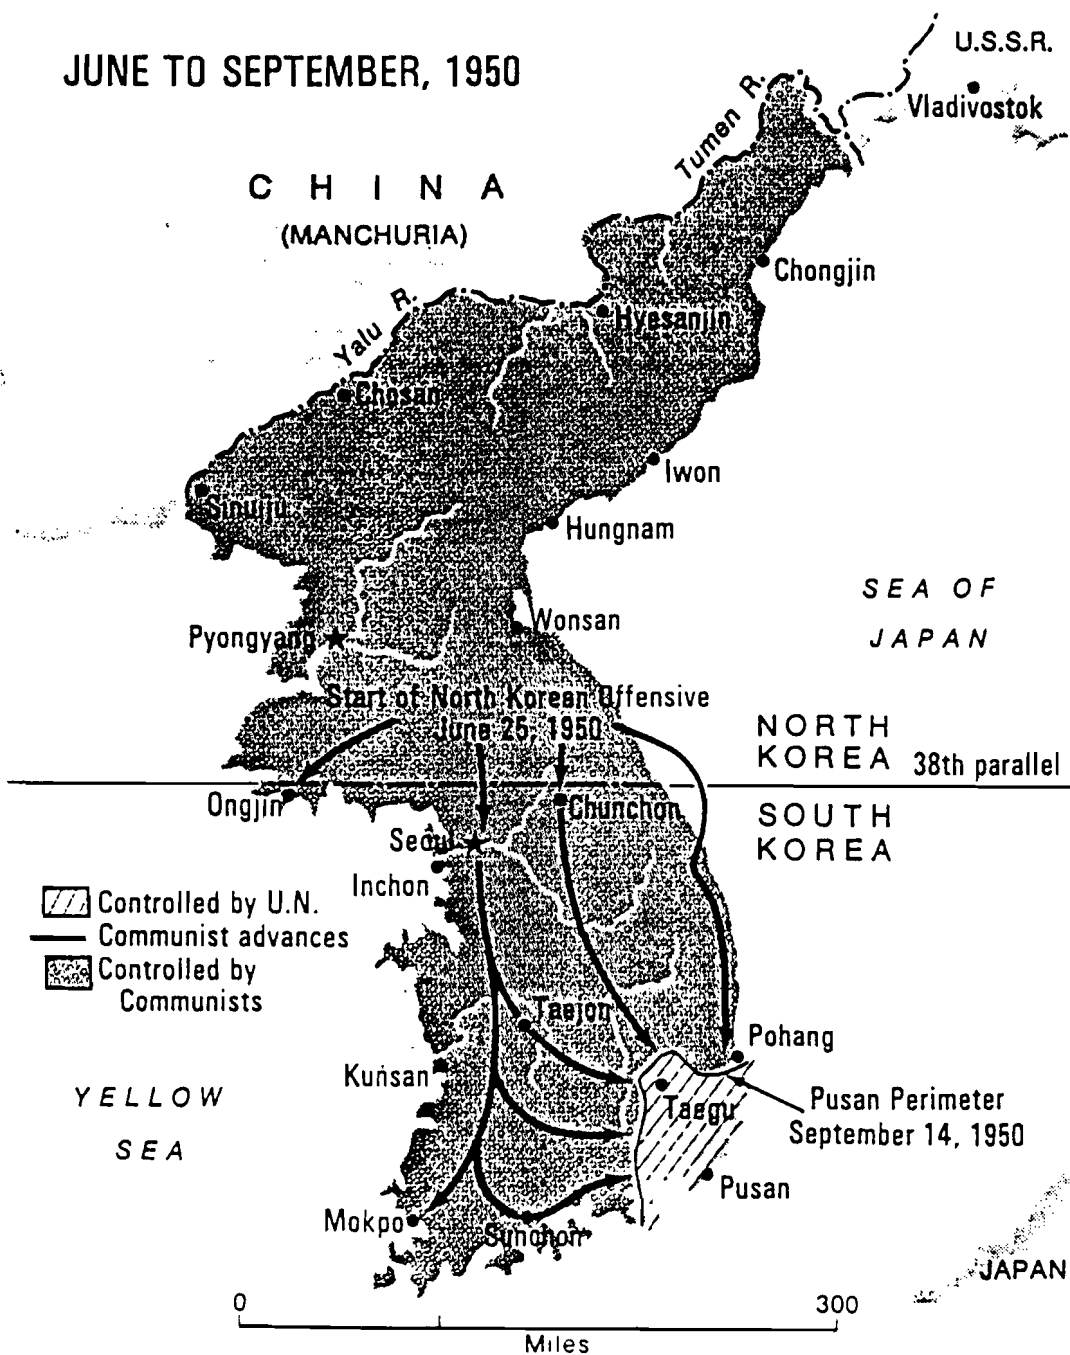 JUNE TO SEPTEMBER, 1950
U.S.S.R.
Vladivostok
Tumen R.
CHINA
(MANCHURIA)
Chongjin
Yalu R.
Hyesanjin
Chosan
Iwon
Sinuiju
Hungnam
SEA OF
JAPAN
Wonsan
Pyongyang
Start of North Korean Offensive
June 25, 1950
NORTH
KOREA
38th parallel
Ongjin
Chunchon
SOUTH
KOREA
Seoul
Inchon
Controlled by U.N.
Communist advances
Controlled by
Communists
Taejon
Pohang
Kunsan
Taegu
Pusan Perimeter
September 14, 1950
YELLOW
SEA
Pusan
Mokpo
Sunchon
JAPAN
0
300
Miles